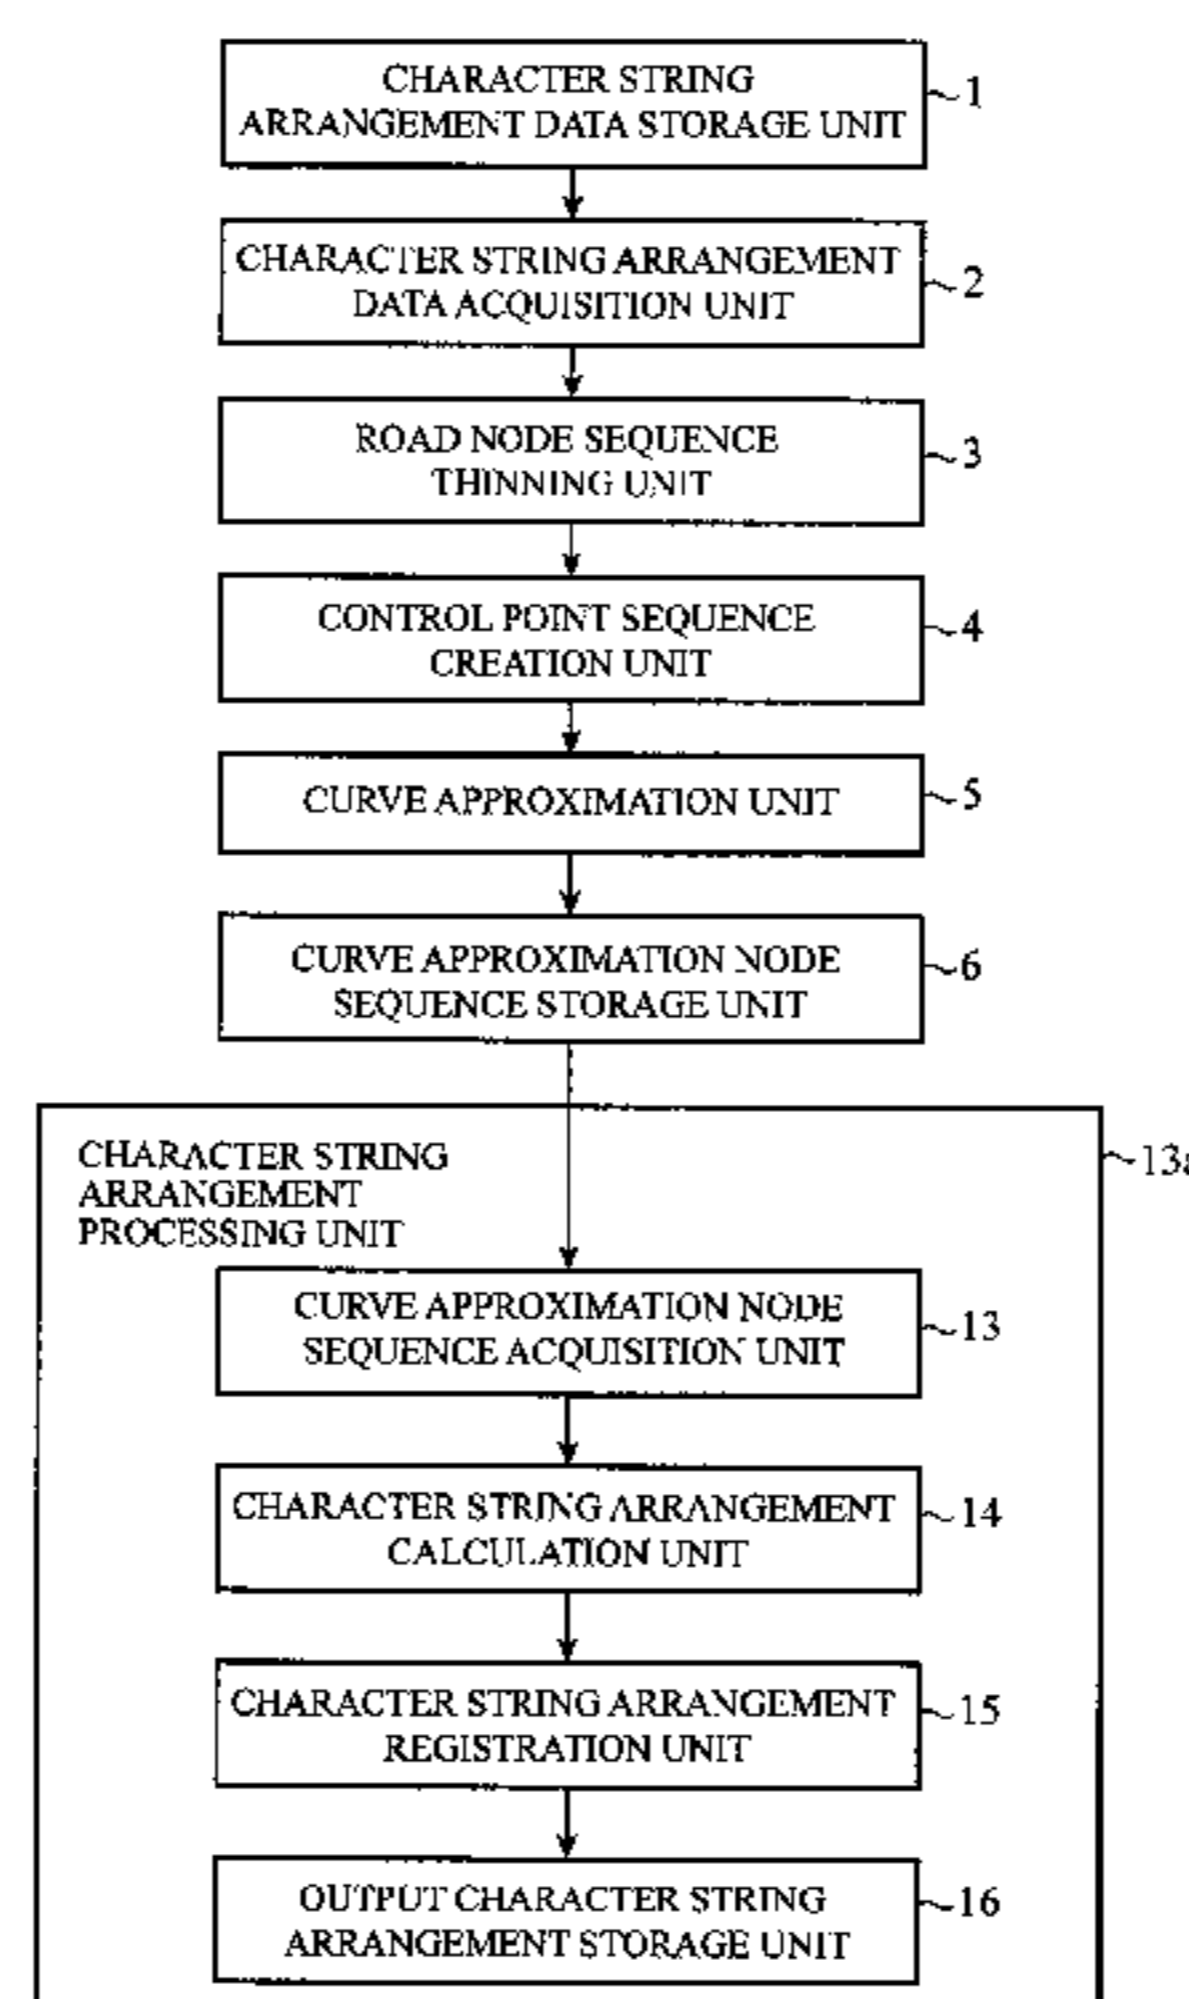 CHARACTER STRING
ARRANGEMENT DATA STORAGE UNIT
1
CHARACTER STRING ARRANGEMENT
DATA ACQUISITION UNIT
2
ROAD NODE SEQUENCE
THINNING UNIT
3
CONTROL POINT SEQUENCE
CREATION UNIT
4
CURVE APPROXIMATION UNIT
5
CURVE APPROXIMATION NODE
SEQUENCE STORAGE UNIT
6
CHARACTER STRING
ARRANGEMENT
PROCESSING UNIT
13a
CURVE APPROXIMATION NODE
SEQUENCE ACQUISITION UNIT
13
CHARACTER STRING ARRANGEMENT
CALCULATION UNIT
14
CHARACTER STRING ARRANGEMENT
REGISTRATION UNIT
15
OUTPUT CHARACTER STRING
ARRANGEMENT STORAGE UNIT
16